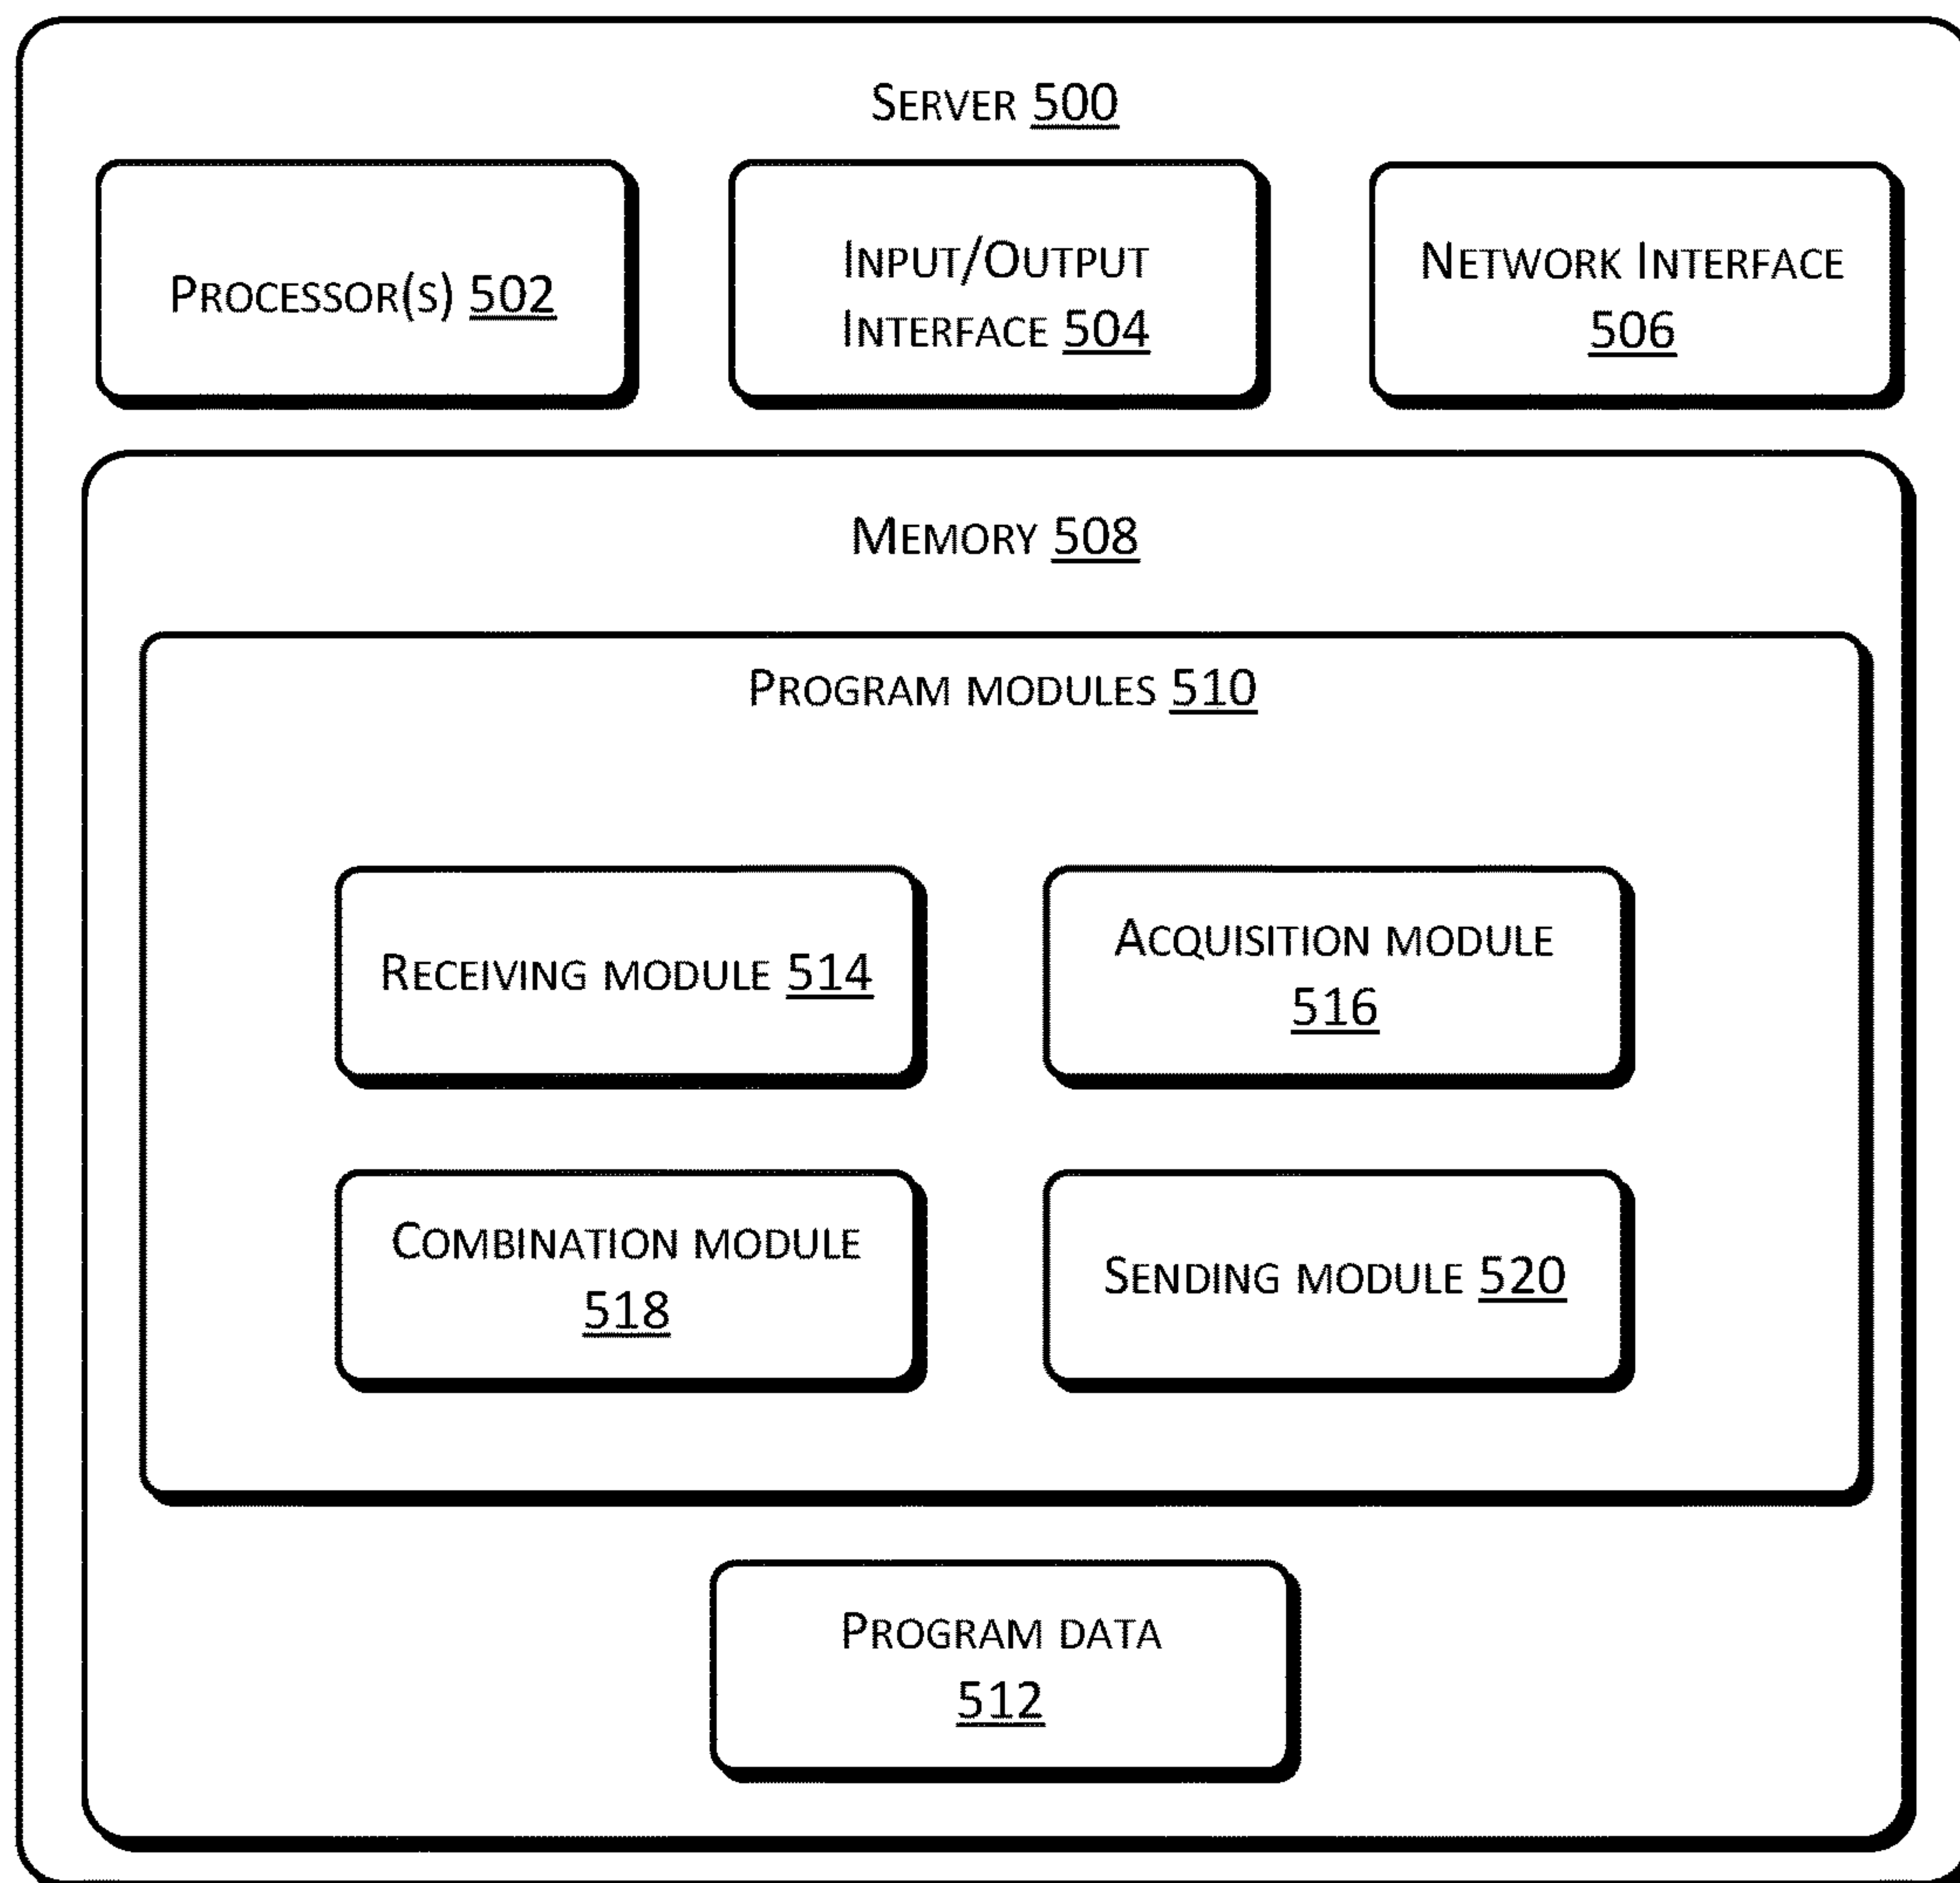 SERVER 500
PROCESSOR(S) 502
INPUT/OUTPUT
INTERFACE 504
NETWORK INTERFACE
506
MEMORY 508
PROGRAM MODULES 510
RECEIVING MODULE 514
ACQUISITION MODULE
516
COMBINATION MODULE
518
SENDING MODULE 520
PROGRAM DATA
512